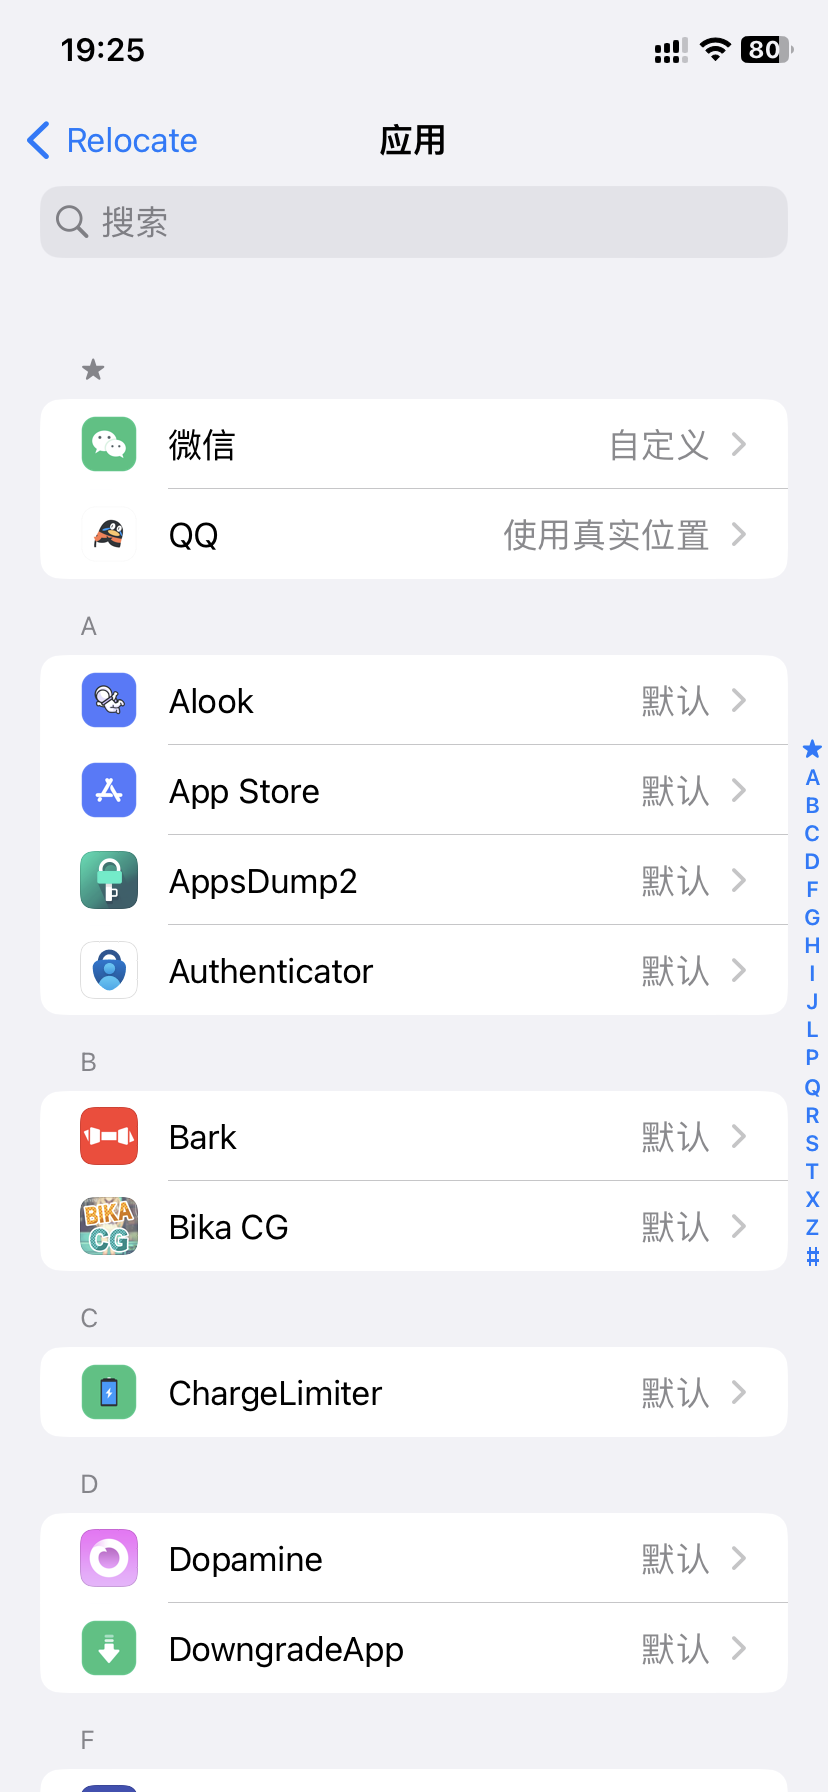 19:25
80
Relocate
应用
搜索
★
微信 自定义
QQ 使用真实位置
A
Alook 默认
App Store 默认
AppsDump2 默认
Authenticator 默认
B
Bark 默认
BIKA CG
Bika CG 默认
C
ChargeLimiter 默认
D
Dopamine 默认
DowngradeApp 默认
F
★
A
B
C
D
F
G
H
I
J
L
P
Q
R
S
T
X
Z
#